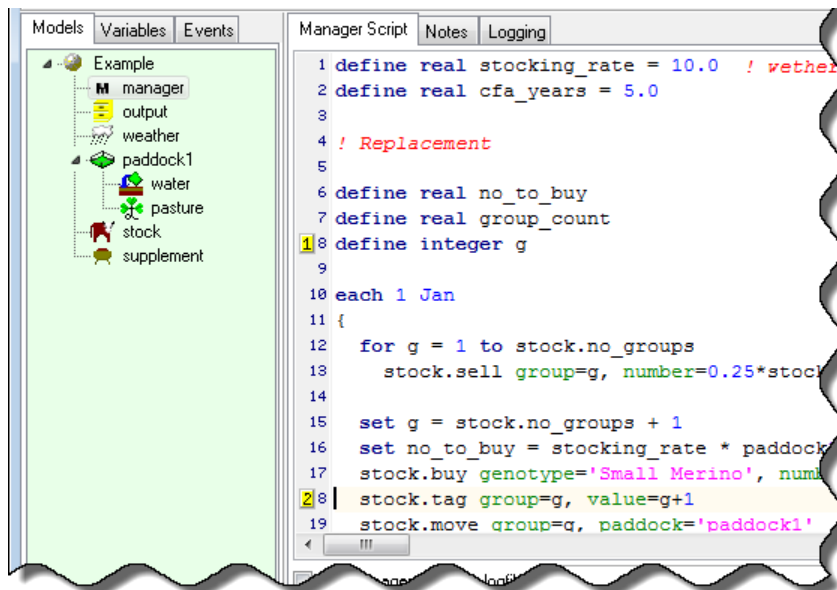 Models Variables Events
Example
M manager
output
weather
paddock1
water
pasture
stock
supplement
Manager Script Notes Logging
1 define real stocking_rate = 10.0 ! wether
2 define real cfa_years = 5.0
3
4 ! Replacement
5
6 define real no_to_buy
7 define real group_count
1 8 define integer g
9
10 each 1 Jan
11 {
12 for g = 1 to stock.no_groups
13 stock.sell group=g, number=0.25*stock
14
15 set g = stock.no_groups + 1
16 set no_to_buy = stocking_rate * paddock
17 stock.buy genotype='Small Merino', num
2 8 stock.tag group=g, value=g+1
19 stock.move group=g, paddock='paddock1'